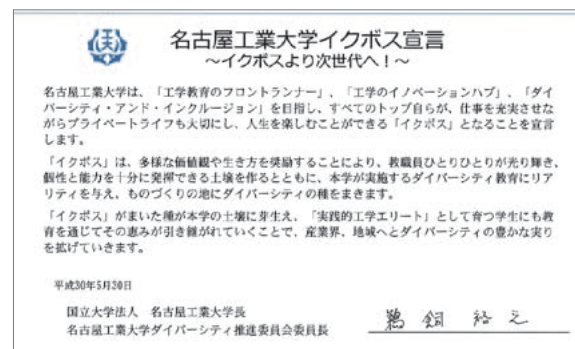 名古屋工業大学イクボス宣言
～イクボスより次世代へ！～
名古屋工業大学は、「工学教育のフロントランナー」、「工学のイノベーションハブ」、「ダイ
バーシティ・アンド・インクルージョン」を目指し、すべてのトップ自らが、仕事を充実させな
がらプライベートライフも大切にし、人生を楽しむことができる「イクボス」となることを宣言
します。
「イクボス」は、多様な価値観や生き方を奨励することにより、教職員ひとりひとりが光り輝き、
個性と能力を十分に発揮できる土壌を作るとともに、本学が実施するダイバーシティ教育にリア
リティを与え、ものづくりの地にダイバーシティの種をまきます。
「イクボス」がまいた種が本学の土壌に芽生え、「実践的工学エリート」として育つ学生にも教
育を通じてその恵みが引き継がれていくことで、産業界、地域へとダイバーシティの豊かな実り
を拡げていきます。
平成30年5月30日
国立大学法人 名古屋工業大学長
名古屋工業大学ダイバーシティ推進委員会委員長
鵜飼 裕之